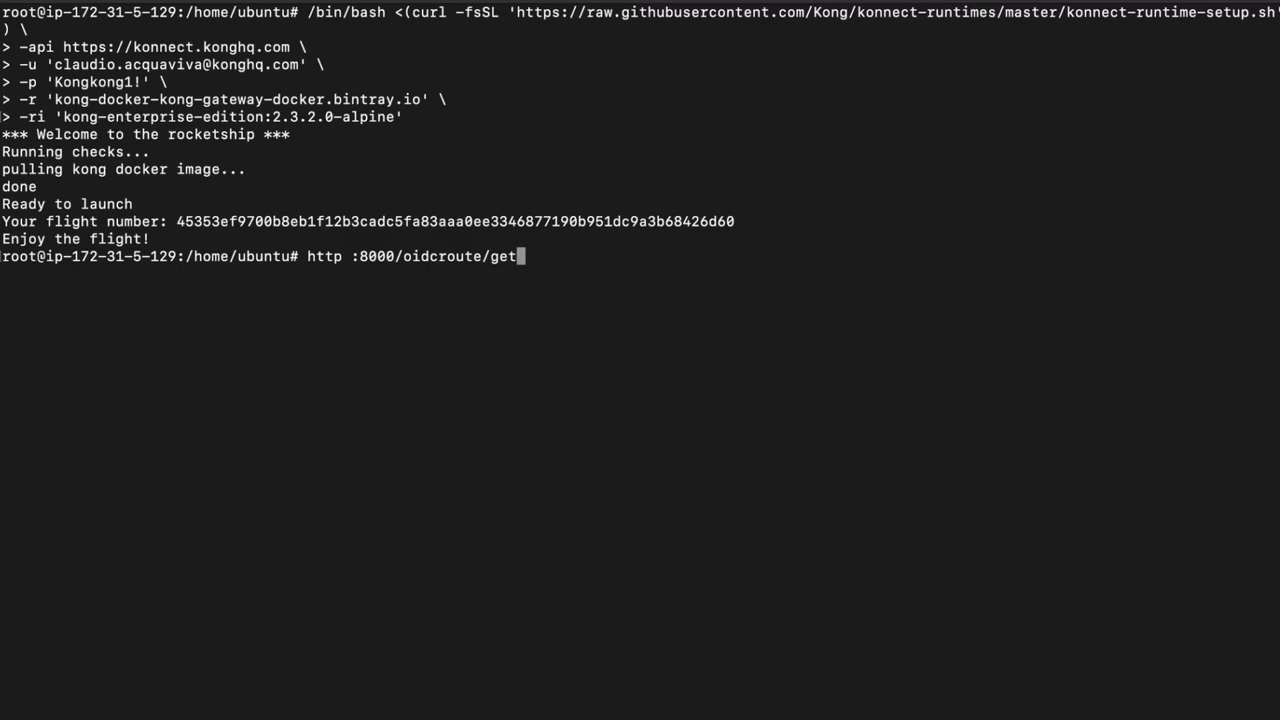 root@ip-172-31-5-129:/home/ubuntu# /bin/bash <(curl -fsSL 'https://raw.githubusercontent.com/Kong/konnect-runtimes/master/konnect-runtime-setup.sh'
) \
> -api https://konnect.konghq.com \
> -u 'claudio.acquaviva@konghq.com' \
> -p 'Kongkong1!' \
> -r 'kong-docker-kong-gateway-docker.bintray.io' \
> -ri 'kong-enterprise-edition:2.3.2.0-alpine'
*** Welcome to the rocketship ***
Running checks...
pulling kong docker image...
done
Ready to launch
Your flight number: 45353ef9700b8eb1f12b3cadc5fa83aaa0ee3346877190b951dc9a3b68426d60
Enjoy the flight!
root@ip-172-31-5-129:/home/ubuntu# http :8000/oidcroute/get